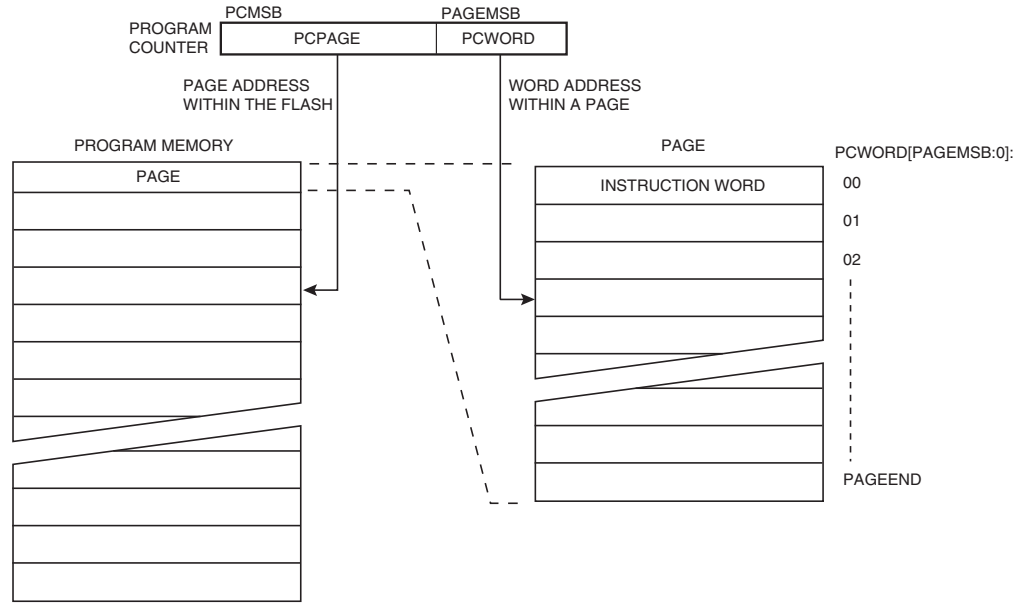 PCMSB PAGEMSB
PROGRAM
COUNTER
PCPAGE PCWORD
PAGE ADDRESS
WITHIN THE FLASH
WORD ADDRESS
WITHIN A PAGE
PROGRAM MEMORY
PAGE
PAGE
PCWORD[PAGEMSB:0]:
INSTRUCTION WORD
00
01
02
PAGEEND